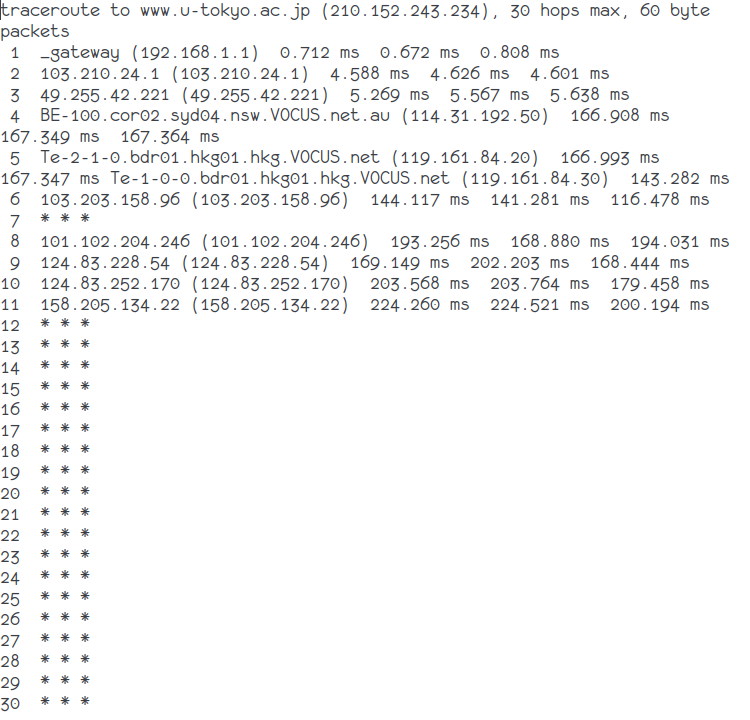 traceroute to www.u-tokyo.ac.jp (210.152.243.234), 30 hops max, 60 byte
packets
 1  _gateway (192.168.1.1)  0.712 ms  0.672 ms  0.808 ms
 2  103.210.24.1 (103.210.24.1)  4.588 ms  4.626 ms  4.601 ms
 3  49.255.42.221 (49.255.42.221)  5.269 ms  5.567 ms  5.638 ms
 4  BE-100.cor02.syd04.nsw.VOCUS.net.au (114.31.192.50)  166.908 ms
167.349 ms  167.364 ms
 5  Te-2-1-0.bdr01.hkg01.hkg.VOCUS.net (119.161.84.20)  166.993 ms
167.347 ms Te-1-0-0.bdr01.hkg01.hkg.VOCUS.net (119.161.84.30)  143.282 ms
 6  103.203.158.96 (103.203.158.96)  144.117 ms  141.281 ms  116.478 ms
 7  * * *
 8  101.102.204.246 (101.102.204.246)  193.256 ms  168.880 ms  194.031 ms
 9  124.83.228.54 (124.83.228.54)  169.149 ms  202.203 ms  168.444 ms
10  124.83.252.170 (124.83.252.170)  203.568 ms  203.764 ms  179.458 ms
11  158.205.134.22 (158.205.134.22)  224.260 ms  224.521 ms  200.194 ms
12  * * *
13  * * *
14  * * *
15  * * *
16  * * *
17  * * *
18  * * *
19  * * *
20  * * *
21  * * *
22  * * *
23  * * *
24  * * *
25  * * *
26  * * *
27  * * *
28  * * *
29  * * *
30  * * *